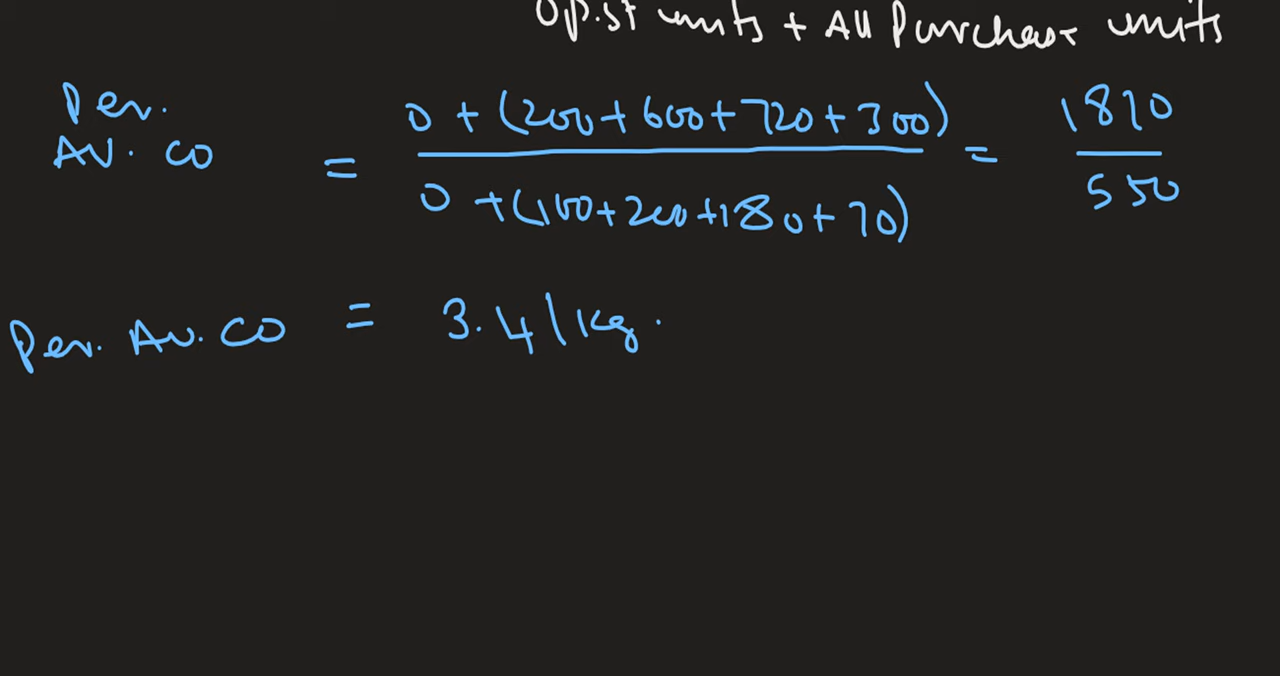 Op.st units + All Purchase units
Per. AV. CO = 0 + (200 + 600 + 720 + 300) / 0 + (100 + 200 + 180 + 70) = 1870 / 550
Per. Av. CO = 3.4 / kg.